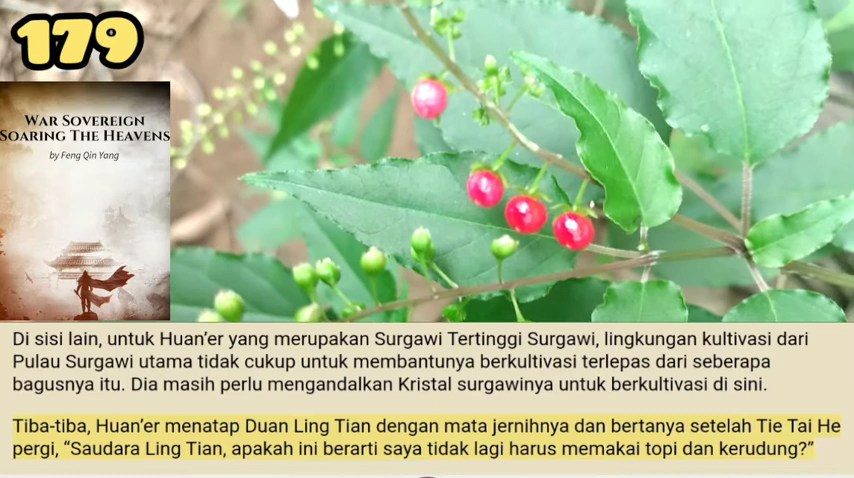 179
WAR SOVEREIGN
SOARING THE HEAVENS
by Feng Qin Yang
Di sisi lain, untuk Huan’er yang merupakan Surgawi Tertinggi Surgawi, lingkungan kultivasi dari
Pulau Surgawi utama tidak cukup untuk membantunya berkultivasi terlepas dari seberapa
bagusnya itu. Dia masih perlu mengandalkan Kristal surgawinya untuk berkultivasi di sini.
Tiba-tiba, Huan’er menatap Duan Ling Tian dengan mata jernihnya dan bertanya setelah Tie Tai He
pergi, “Saudara Ling Tian, apakah ini berarti saya tidak lagi harus memakai topi dan kerudung?”